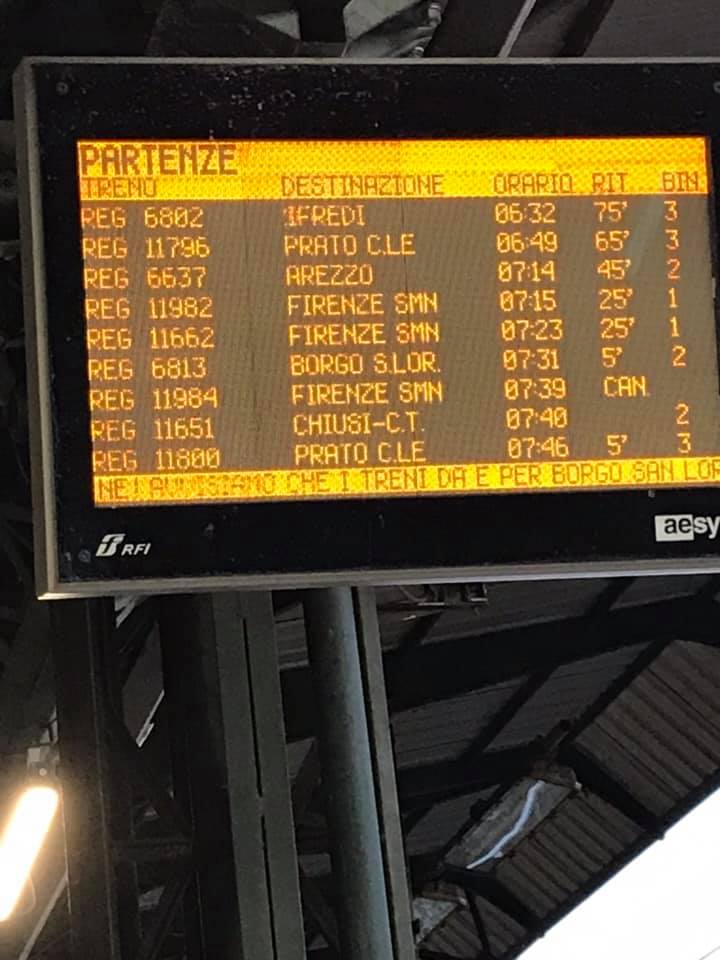 PARTENZE
TRENO DESTINAZIONE ORARIO RIT BIN
REG 6802 IFREDI 06:32 75' 3
REG 11796 PRATO C.LE 06:49 65' 3
REG 6637 AREZZO 07:14 45' 2
REG 11982 FIRENZE SMN 07:15 25' 1
REG 11662 FIRENZE SMN 07:23 25' 1
REG 6813 BORGO S.LOR. 07:31 5' 2
REG 11984 FIRENZE SMN 07:39 CAN.
REG 11651 CHIUSI-C.T. 07:40 2
REG 11800 PRATO C.LE 07:46 5' 3
NE! AVVISIAMO CHE I TRENI DA E PER BORGO SAN LOR
RFI aesy